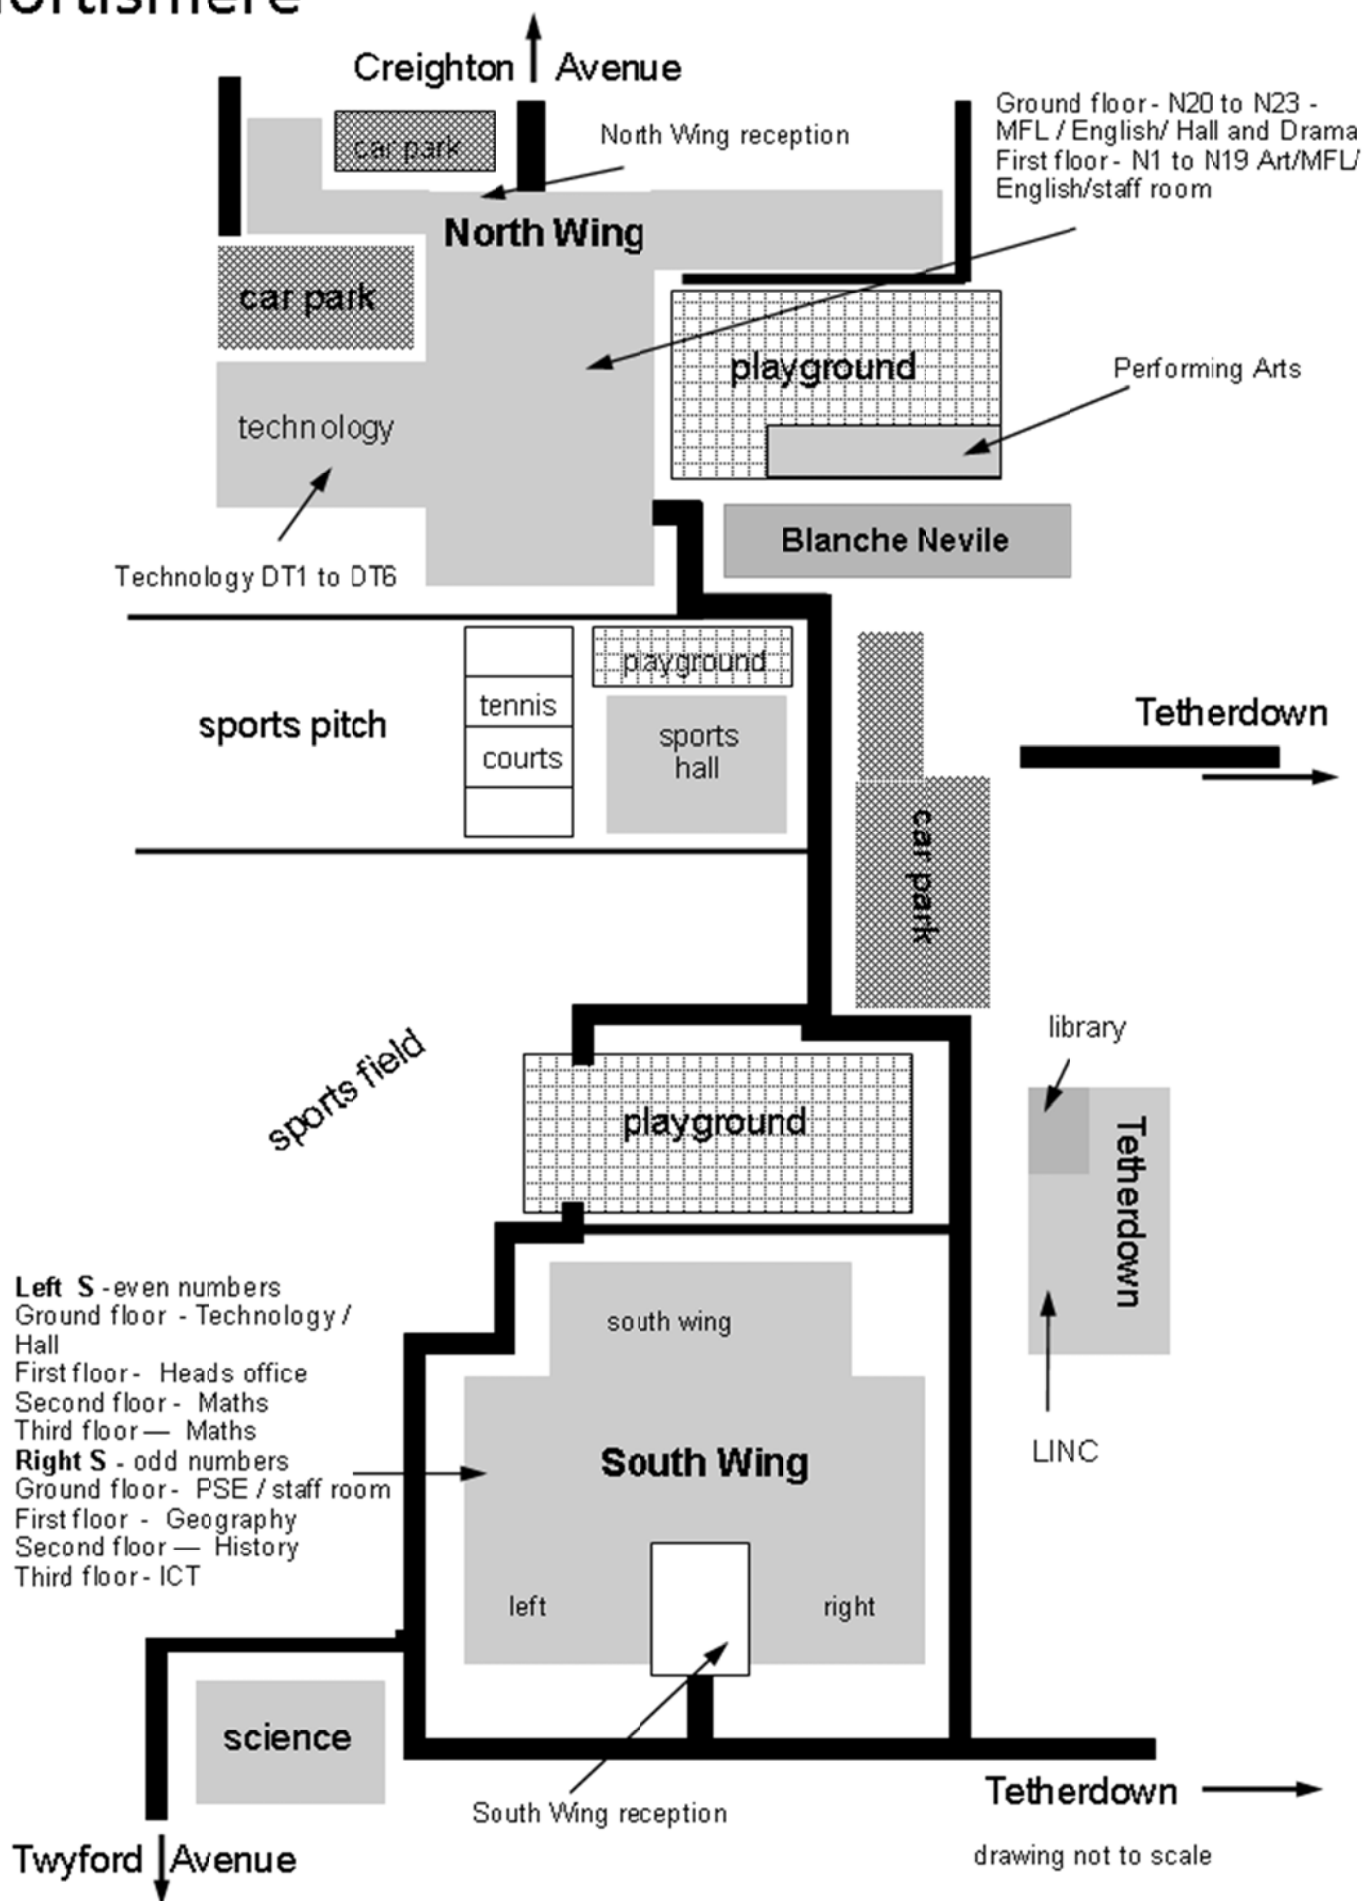 Creighton Avenue
car park
North Wing reception
Ground floor - N20 to N23 -
MFL / English/ Hall and Drama
First floor - N1 to N19 Art/MFL/
English/staff room
North Wing
car park
playground
Performing Arts
technology
Blanche Nevile
Technology DT1 to DT6
playground
sports pitch
tennis
courts
sports
hall
Tetherdown
car park
library
sports field
playground
Tetherdown
Left S -even numbers
Ground floor - Technology /
Hall
First floor - Heads office
Second floor - Maths
Third floor — Maths
Right S - odd numbers
Ground floor - PSE / staff room
First floor - Geography
Second floor — History
Third floor - ICT
south wing
South Wing
LINC
left
right
science
South Wing reception
Tetherdown
Twyford Avenue
drawing not to scale